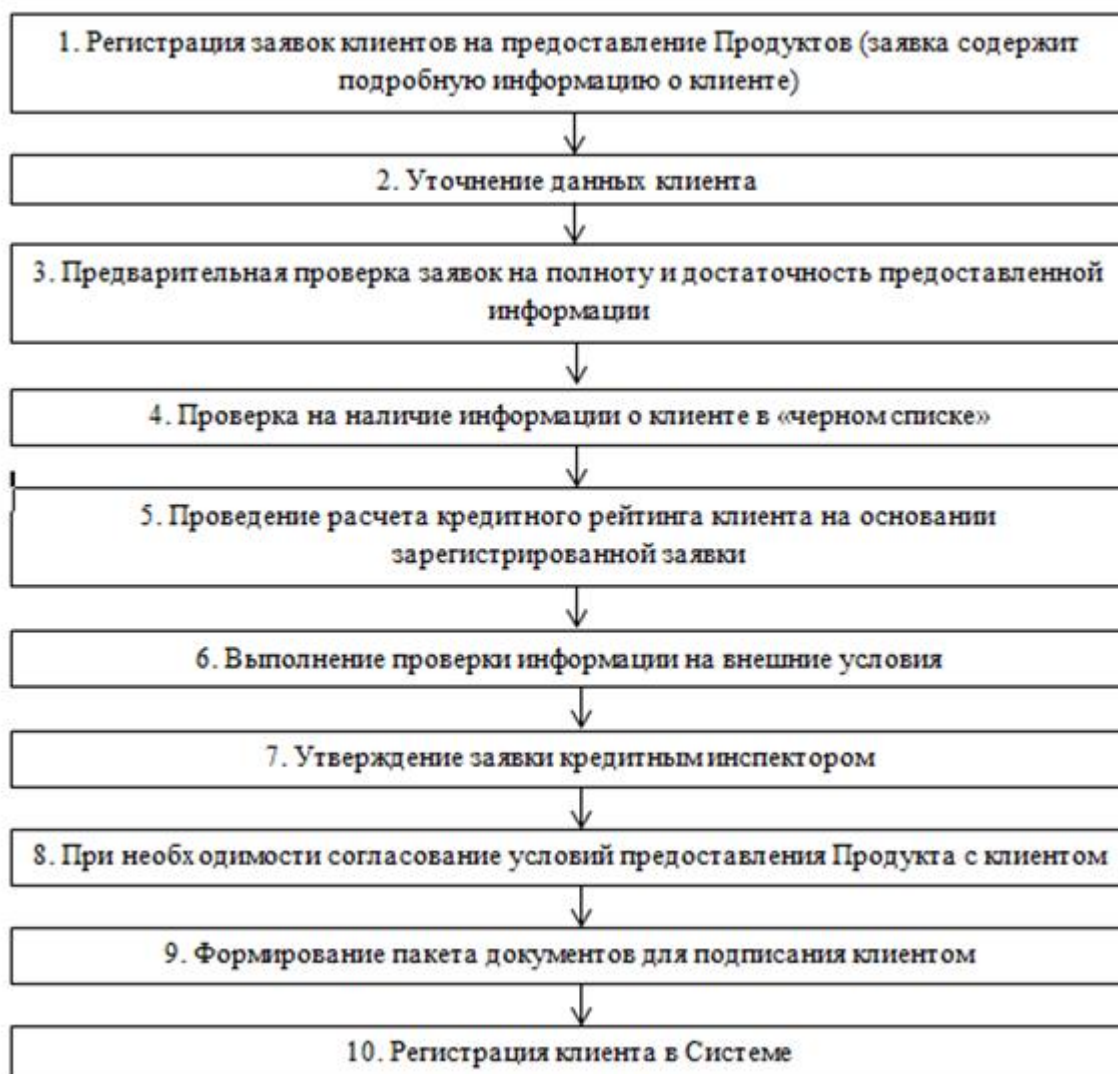 1. Регистрация заявок клиентов на предоставление Продуктов (заявка содержит
подробную информацию о клиенте)
2. Уточнение данных клиента
3. Предварительная проверка заявок на полноту и достаточность предоставленной
информации
4. Проверка на наличие информации о клиенте в «черном списке»
5. Проведение расчета кредитного рейтинга клиента на основании
зарегистрированной заявки
6. Выполнение проверки информации на внешние условия
7. Утверждение заявки кредитным инспектором
8. При необходимости согласование условий предоставления Продукта с клиентом
9. Формирование пакета документов для подписания клиентом
10. Регистрация клиента в Системе